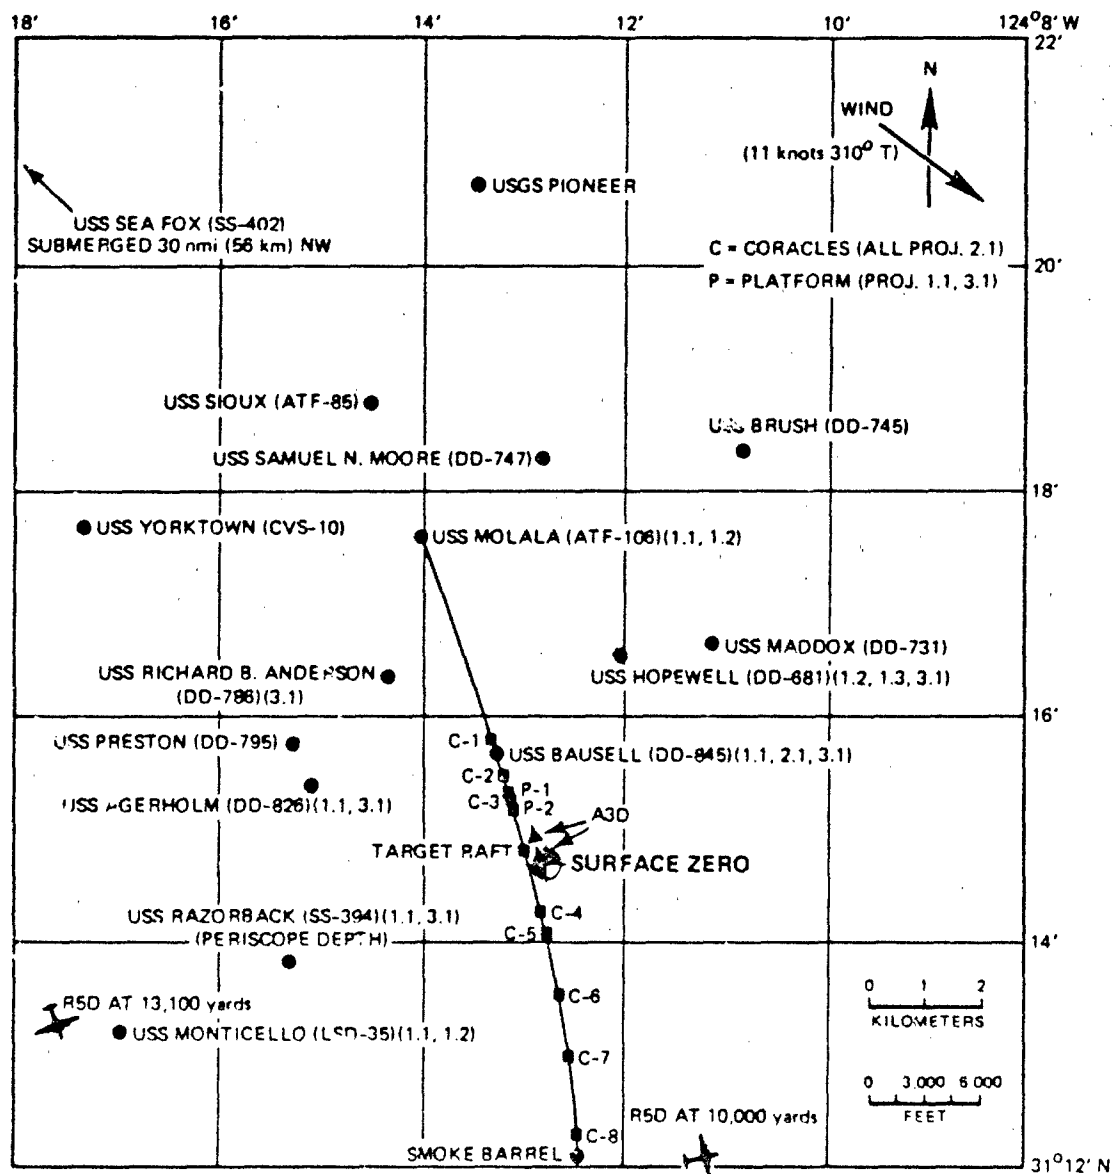 18' 16' 14' 12' 10' 124°8' W
22'
N
WIND
(11 knots 310° T)
USGS PIONEER
USS SEA FOX (SS-402)
SUBMERGED 30 nmi (56 km) NW
C = CORACLES (ALL PROJ. 2.1)
20'
P = PLATFORM (PROJ. 1.1, 3.1)
USS SIOUX (ATF-85)
USS BRUSH (DD-745)
USS SAMUEL N. MOORE (DD-747)
18'
USS YORKTOWN (CVS-10)
USS MOLALA (ATF-106)(1.1, 1.2)
USS MADDOX (DD-731)
USS RICHARD B. ANDERSON
(DD-786)(3.1)
USS HOPEWELL (DD-681)(1.2, 1.3, 3.1)
16'
USS PRESTON (DD-795)
C-1
USS BAUSELL (DD-845)(1.1, 2.1, 3.1)
C-2
P-1
USS AGERHOLM (DD-826)(1.1, 3.1)
C-3
P-2
A3D
TARGET RAFT
SURFACE ZERO
USS RAZORBACK (SS-394)(1.1, 3.1)
(PERISCOPE DEPTH)
C-4
C-5
14'
C-6
R5D AT 13,100 yards
USS MONTICELLO (LSD-35)(1.1, 1.2)
0 1 2
KILOMETERS
C-7
0 3,000 6 000
FEET
R5D AT 10,000 yards
C-8
SMOKE BARREL
31°12' N